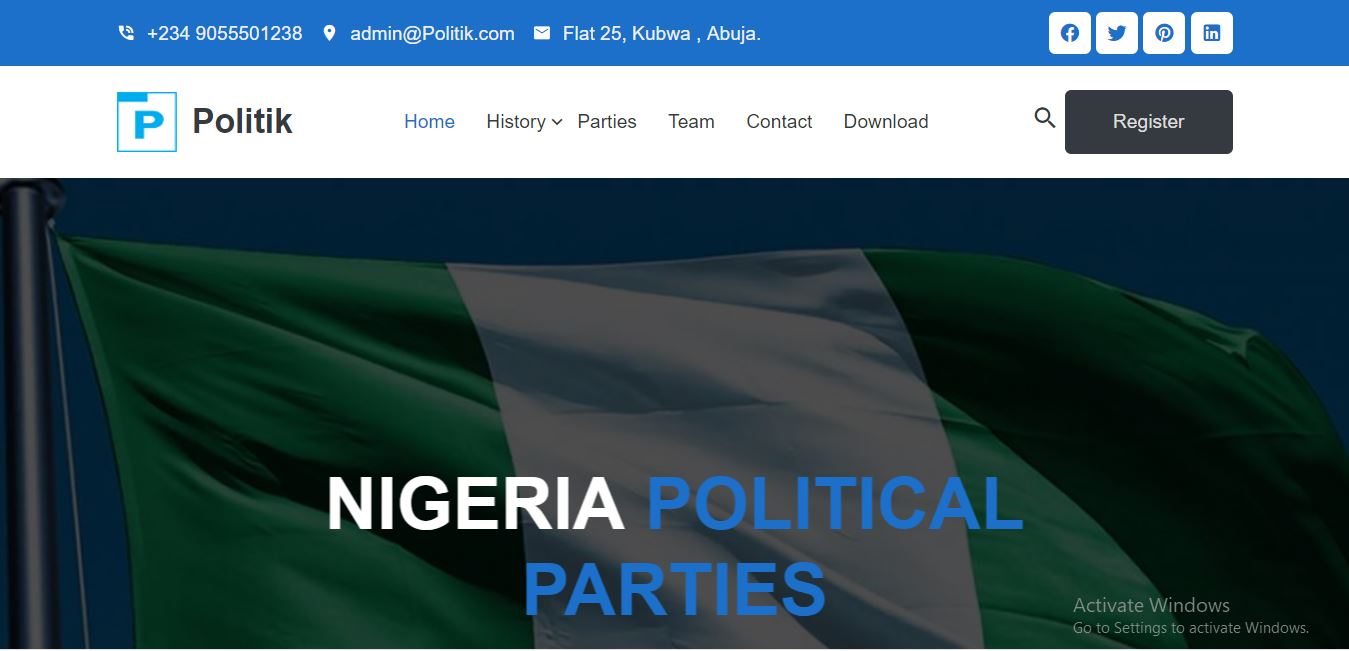 +234 9055501238 admin@Politik.com Flat 25, Kubwa , Abuja.
P Politik Home History Parties Team Contact Download Register
NIGERIA POLITICAL
PARTIES
Activate Windows
Go to Settings to activate Windows.